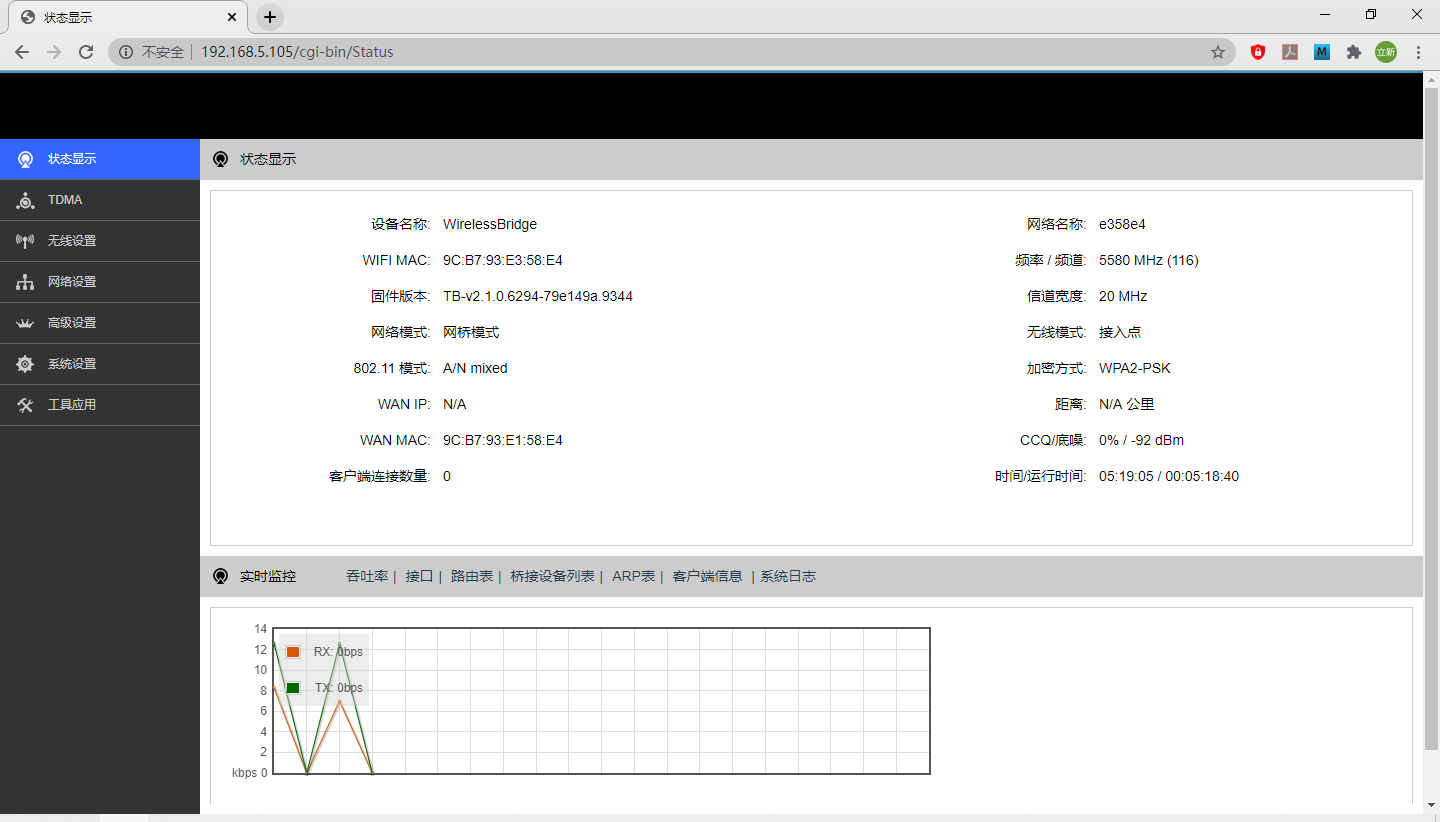 状态显示
不安全 192.168.5.105/cgi-bin/Status
M
立新
状态显示
TDMA
无线设置
网络设置
高级设置
系统设置
工具应用
状态显示
设备名称: WirelessBridge
网络名称: e358e4
WIFI MAC: 9C:B7:93:E3:58:E4
频率 / 频道: 5580 MHz (116)
固件版本: TB-v2.1.0.6294-79e149a.9344
信道宽度: 20 MHz
网络模式: 网桥模式
无线模式: 接入点
802.11 模式: A/N mixed
加密方式: WPA2-PSK
WAN IP: N/A
距离: N/A 公里
WAN MAC: 9C:B7:93:E1:58:E4
CCQ/底噪: 0% / -92 dBm
客户端连接数量: 0
时间/运行时间: 05:19:05 / 00:05:18:40
实时监控 吞吐率 | 接口 | 路由表 | 桥接设备列表 | ARP表 | 客户端信息 | 系统日志
14
12
10
8
6
4
2
kbps 0
RX: 0bps
TX: 0bps